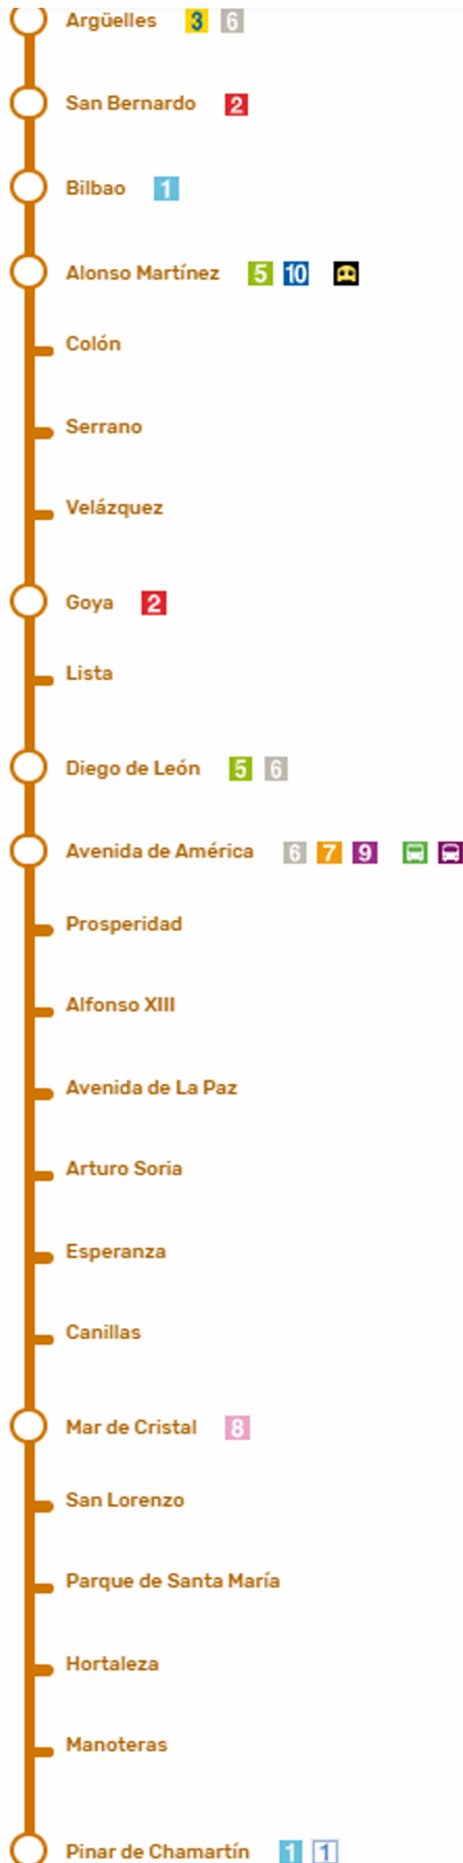 Argüelles 3 6
San Bernardo 2
Bilbao 1
Alonso Martínez 5 10
Colón
Serrano
Velázquez
Goya 2
Lista
Diego de León 5 6
Avenida de América 6 7 9
Prosperidad
Alfonso XIII
Avenida de La Paz
Arturo Soria
Esperanza
Canillas
Mar de Cristal 8
San Lorenzo
Parque de Santa María
Hortaleza
Manoteras
Pinar de Chamartín 1 1